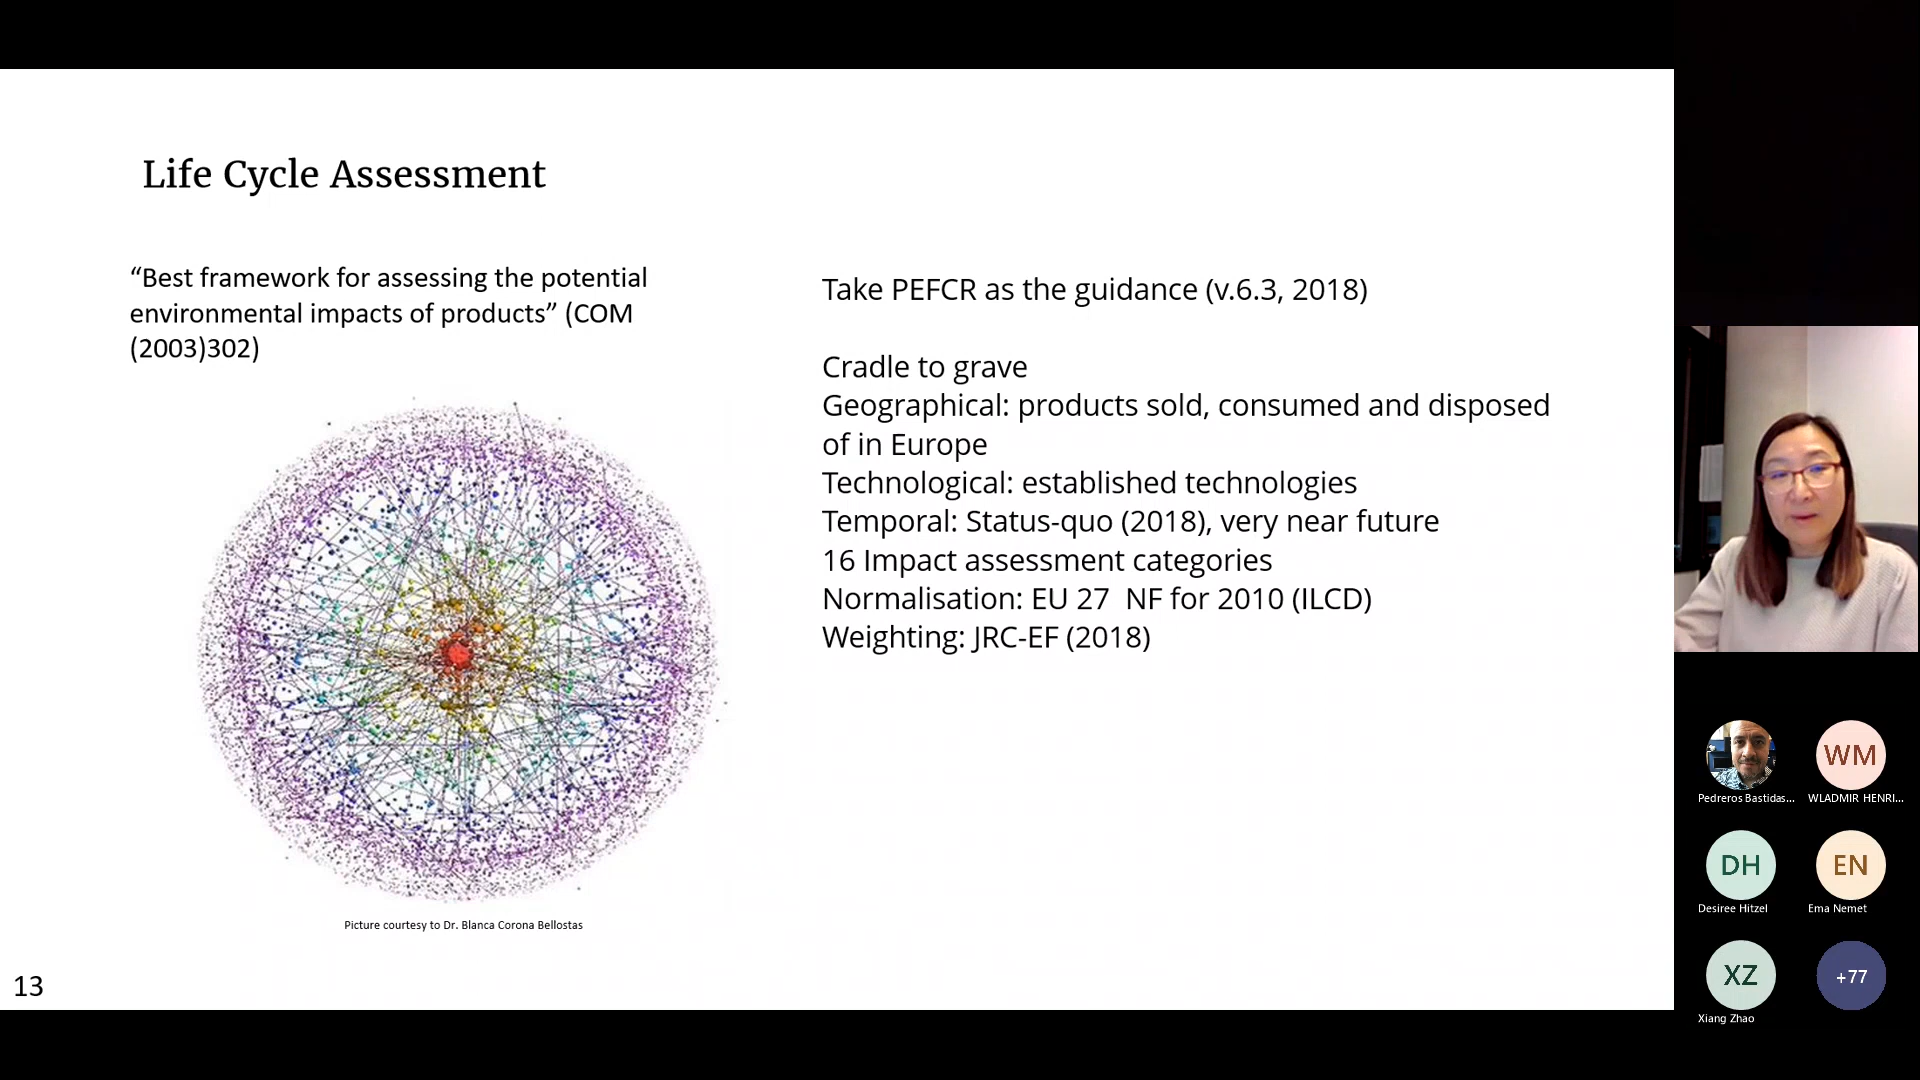 Life Cycle Assessment
“Best framework for assessing the potential
environmental impacts of products” (COM
(2003)302)
Take PEFCR as the guidance (v.6.3, 2018)
Cradle to grave
Geographical: products sold, consumed and disposed
of in Europe
Technological: established technologies
Temporal: Status-quo (2018), very near future
16 Impact assessment categories
Normalisation: EU 27  NF for 2010 (ILCD)
Weighting: JRC-EF (2018)
Picture courtesy to Dr. Blanca Corona Bellostas
13
Pedreros Bastidas...
WM
WLADMIR HENRI...
DH
Desiree Hitzel
EN
Ema Nemet
XZ
Xiang Zhao
+77